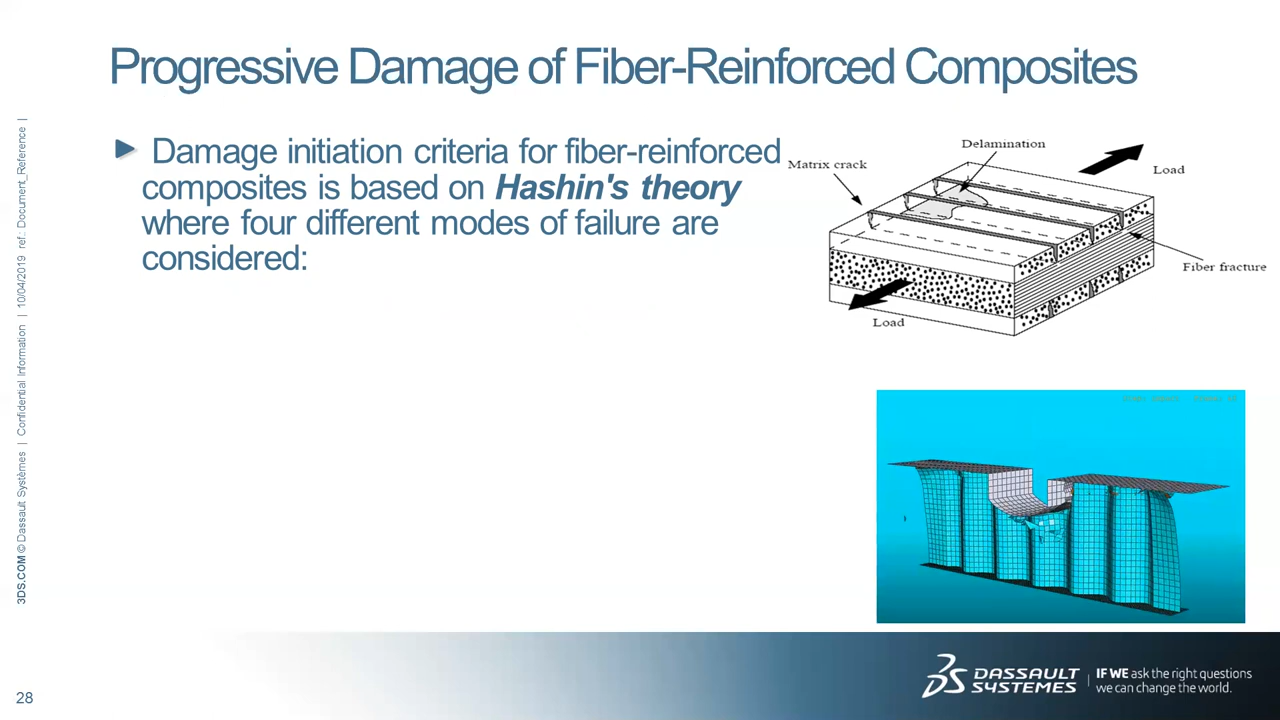 Progressive Damage of Fiber-Reinforced Composites
Damage initiation criteria for fiber-reinforced
composites is based on Hashin's theory
where four different modes of failure are
considered:
Delamination
Matrix crack
Load
Fiber fracture
Load
3DS.COM © Dassault Systèmes | Confidential Information | 10/04/2019 ref.: Document_Reference |
28
DASSAULT
SYSTEMES
IF WE ask the right questions
we can change the world.